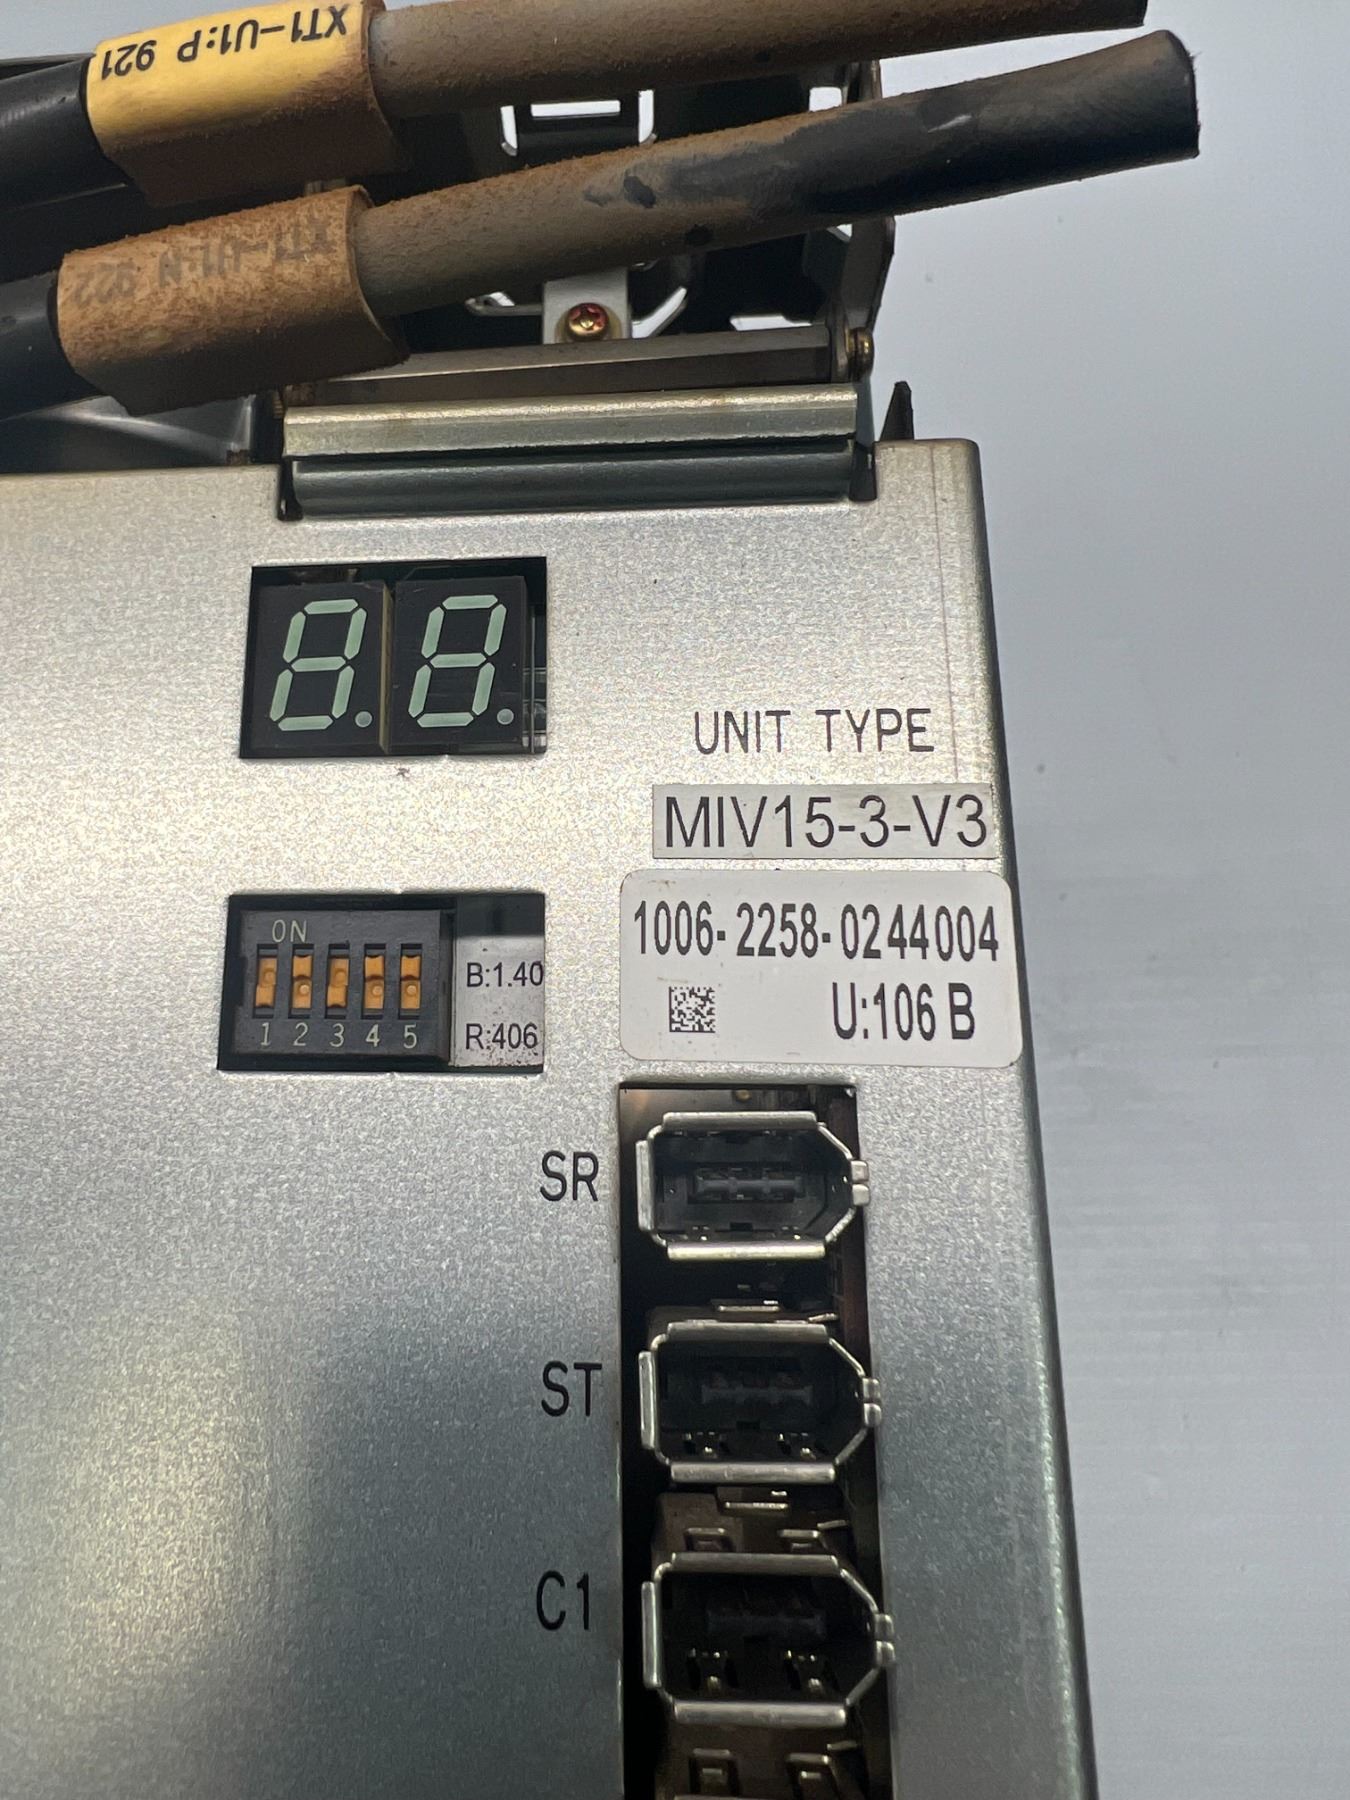 XT1-U1:P 921
XT1-U1:N 922
UNIT TYPE
MIV15-3-V3
1006-2258-0244004
U:106 B
ON
1 2 3 4 5
B:1.40
R:406
SR
ST
C1